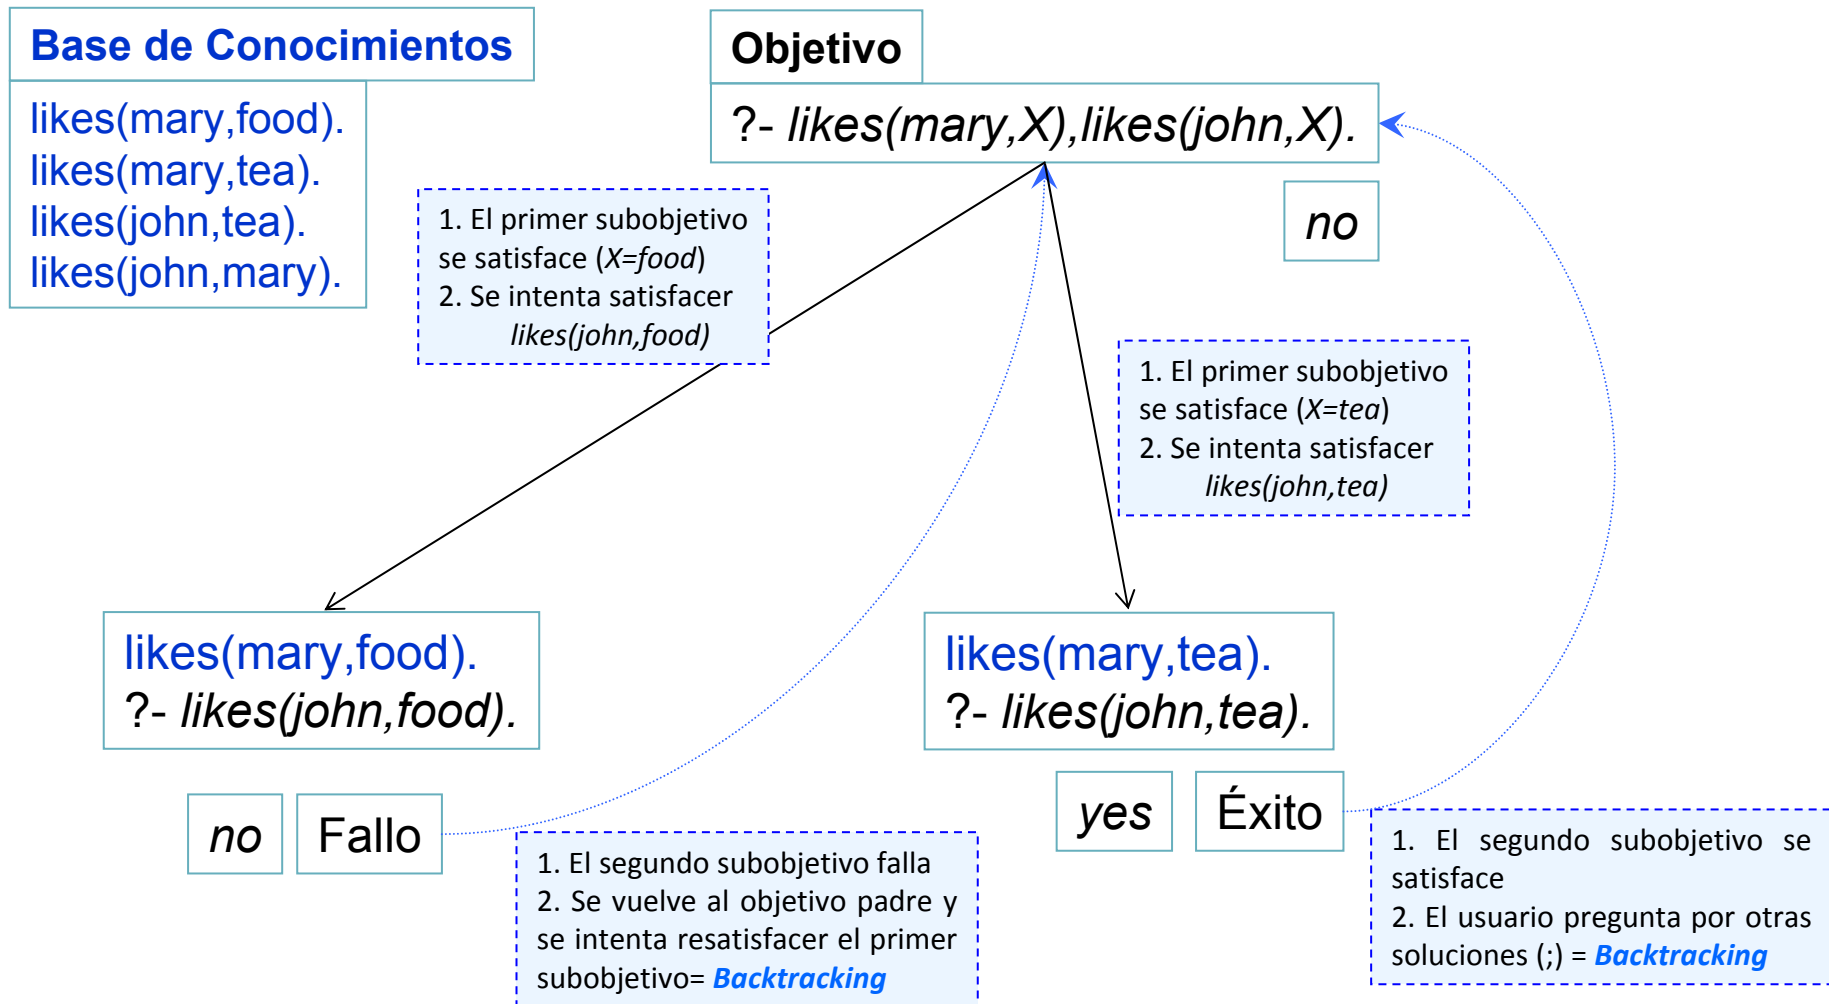 Base de Conocimientos
likes(mary,food).
likes(mary,tea).
likes(john,tea).
likes(john,mary).
Objetivo
?- likes(mary,X),likes(john,X).
no
1. El primer subobjetivo
se satisface (X=food)
2. Se intenta satisfacer
likes(john,food)
1. El primer subobjetivo
se satisface (X=tea)
2. Se intenta satisfacer
likes(john,tea)
likes(mary,food).
?- likes(john,food).
no
Fallo
1. El segundo subobjetivo falla
2. Se vuelve al objetivo padre y
se intenta resatisfacer el primer
subobjetivo= Backtracking
likes(mary,tea).
?- likes(john,tea).
yes
Éxito
1. El segundo subobjetivo se
satisface
2. El usuario pregunta por otras
soluciones (;) = Backtracking